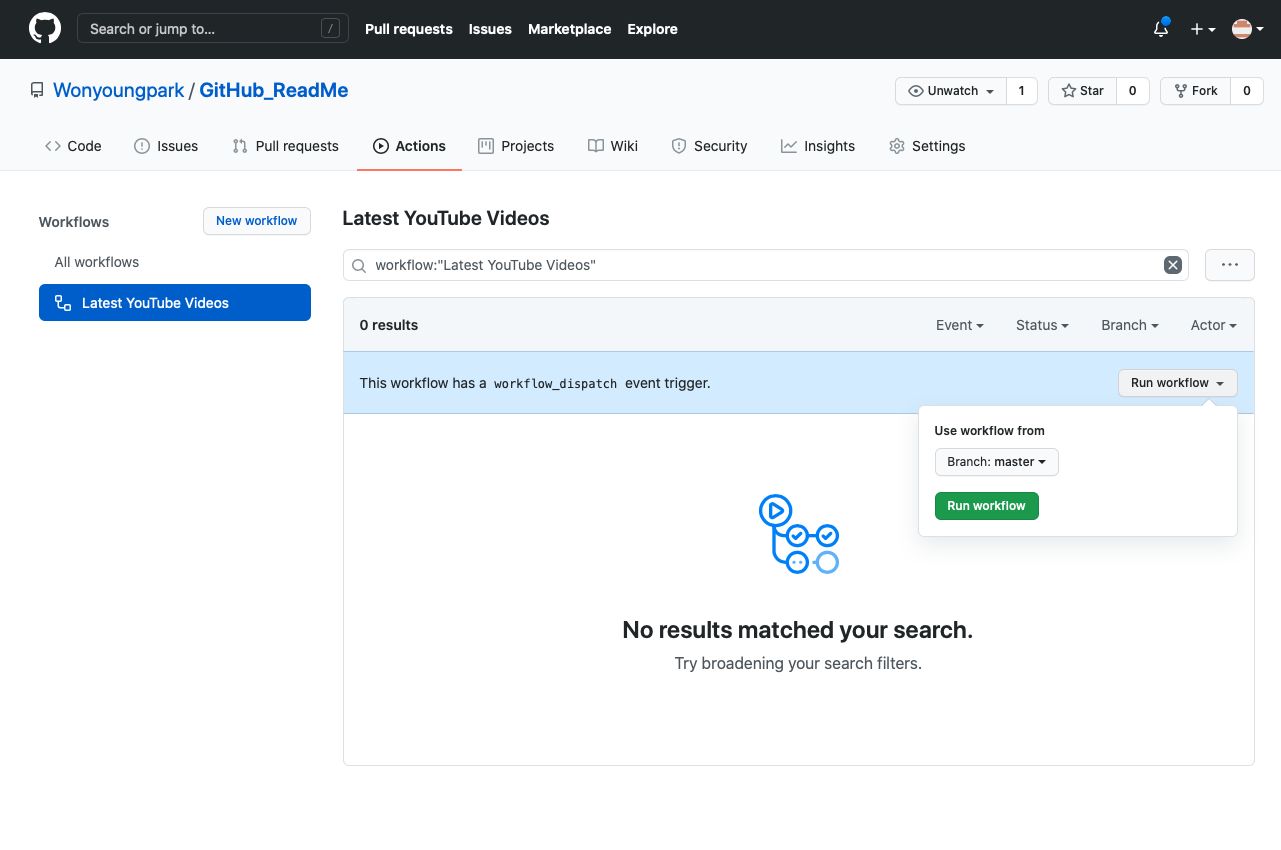 Search or jump to… /
Pull requests Issues Marketplace Explore
Wonyoungpark / GitHub_ReadMe
Unwatch 1 Star 0 Fork 0
Code Issues Pull requests Actions Projects Wiki Security Insights Settings
Workflows New workflow
All workflows
Latest YouTube Videos
Latest YouTube Videos
workflow:"Latest YouTube Videos"
0 results Event Status Branch Actor
This workflow has a workflow_dispatch event trigger. Run workflow
Use workflow from
Branch: master
Run workflow
No results matched your search.
Try broadening your search filters.